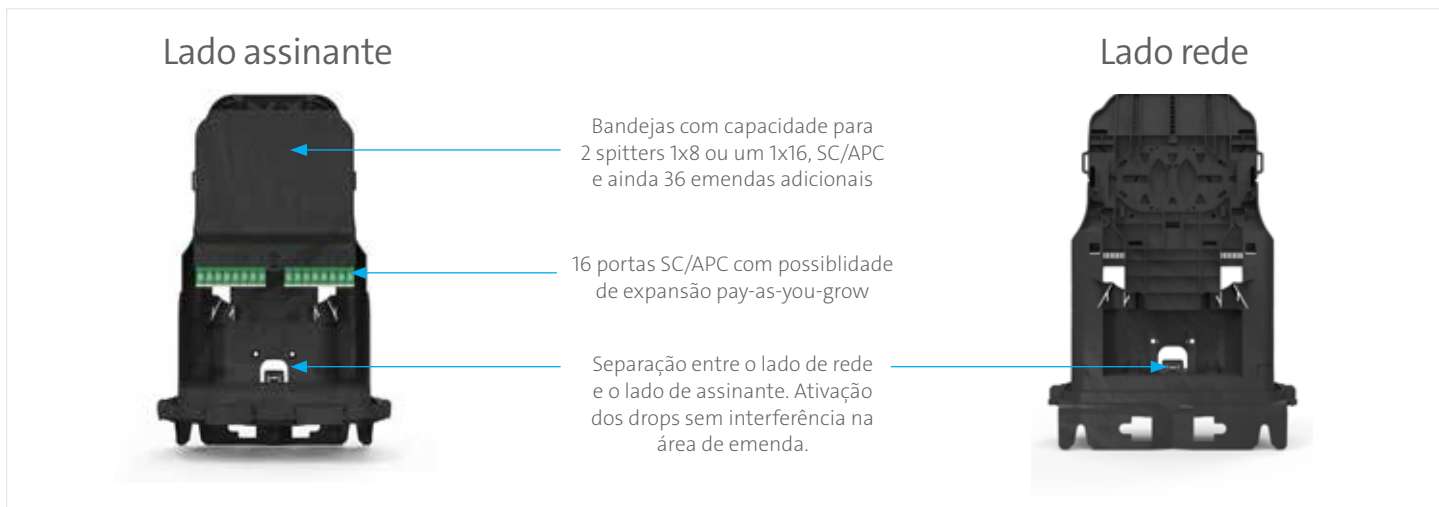 Lado assinante
Lado rede
Bandejas com capacidade para
2 spitters 1x8 ou um 1x16, SC/APC
e ainda 36 emendas adicionais
16 portas SC/APC com possiblidade
de expansão pay-as-you-grow
Separação entre o lado de rede
e o lado de assinante. Ativação
dos drops sem interferência na
área de emenda.